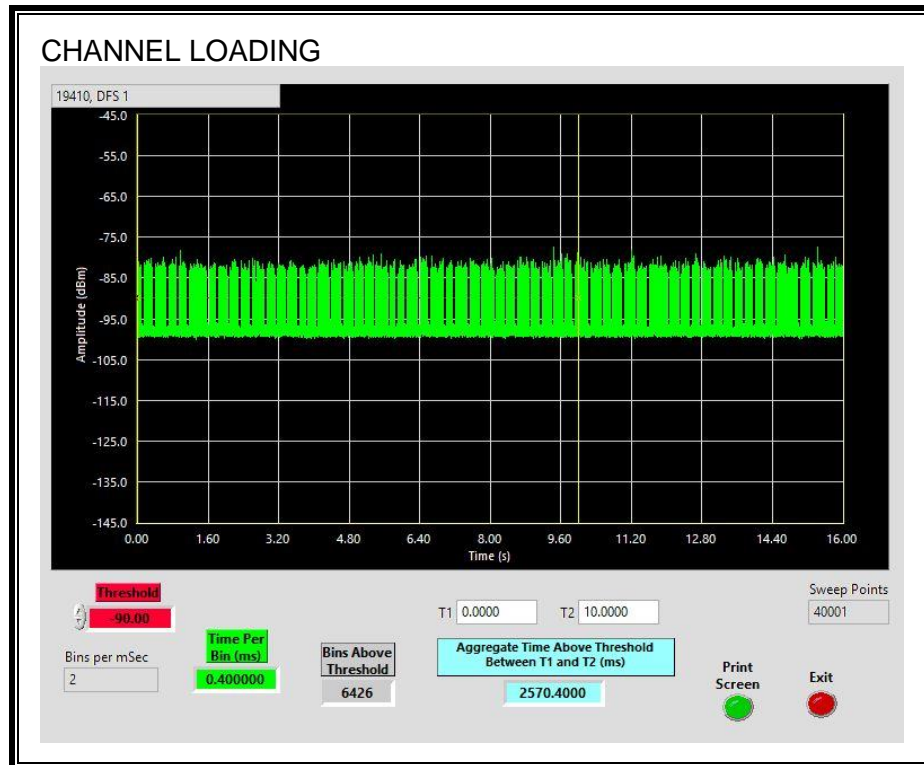 CHANNEL LOADING
19410, DFS 1
-45.0
-55.0
-65.0
-75.0
-85.0
-95.0
-105.0
-115.0
-125.0
-135.0
-145.0
Amplitude (dBm)
0.00 1.60 3.20 4.80 6.40 8.00 9.60 11.20 12.80 14.40 16.00
Time (s)
Threshold
-90.00
Bins per mSec
2
Time Per
Bin (ms)
0.400000
Bins Above
Threshold
6426
T1 0.0000 T2 10.0000
Aggregate Time Above Threshold
Between T1 and T2 (ms)
2570.4000
Sweep Points
40001
Print
Screen
Exit